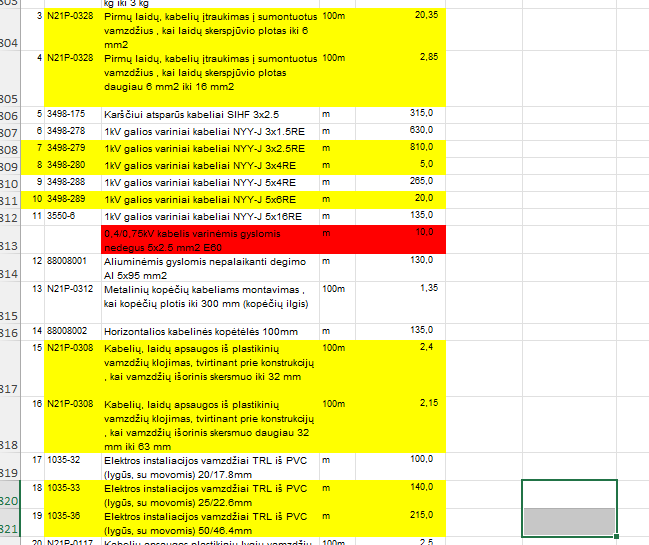 803 kg iki 3 kg
3 N21P-0328 Pirmų laidų, kabelių įtraukimas į sumontuotus 100m 20,35
vamzdžius , kai laidų skerspjūvio plotas iki 6
804 mm2
4 N21P-0328 Pirmų laidų, kabelių įtraukimas į sumontuotus 100m 2,85
vamzdžius , kai laidų skerspjūvio plotas
daugiau 6 mm2 iki 16 mm2
805
806 5 3498-175 Karščiui atsparūs kabeliai SIHF 3x2.5 m 315,0
807 6 3498-278 1kV galios variniai kabeliai NYY-J 3x1.5RE m 630,0
808 7 3498-279 1kV galios variniai kabeliai NYY-J 3x2.5RE m 810,0
809 8 3498-280 1kV galios variniai kabeliai NYY-J 3x4RE m 5,0
810 9 3498-288 1kV galios variniai kabeliai NYY-J 5x4RE m 265,0
811 10 3498-289 1kV galios variniai kabeliai NYY-J 5x6RE m 20,0
812 11 3550-6 1kV galios variniai kabeliai NYY-J 5x16RE m 135,0
0,4/0,75kV kabelis varinėmis gyslomis m 10,0
813 nedegus 5x2,5 mm2 E60
12 88008001 Aliuminėmis gyslomis nepalaikanti degimo m 130,0
814 Al 5x95 mm2
13 N21P-0312 Metalinių kopėčių kabeliams montavimas , 100m 1,35
kai kopėčių plotis iki 300 mm (kopėčių ilgis)
815
816 14 88008002 Horizontalios kabelinės kopėtėlės 100mm m 135,0
15 N21P-0308 Kabelių, laidų apsaugos iš plastikinių 100m 2,4
vamzdžių klojimas, tvirtinant prie konstrukcijų
, kai vamzdžių išorinis skersmuo iki 32 mm
817
16 N21P-0308 Kabelių, laidų apsaugos iš plastikinių 100m 2,15
vamzdžių klojimas, tvirtinant prie konstrukcijų
, kai vamzdžių išorinis skersmuo daugiau 32
818 mm iki 63 mm
17 1035-32 Elektros instaliacijos vamzdžiai TRL iš PVC m 100,0
819 (lygūs, su movomis) 20/17.8mm
18 1035-33 Elektros instaliacijos vamzdžiai TRL iš PVC m 140,0
820 (lygūs, su movomis) 25/22.6mm
19 1035-36 Elektros instaliacijos vamzdžiai TRL iš PVC m 215,0
821 (lygūs, su movomis) 50/46.4mm
20 N21P-0117 Kabelių apsaugos plastikinių lygių vamzdžių 100m 2,5